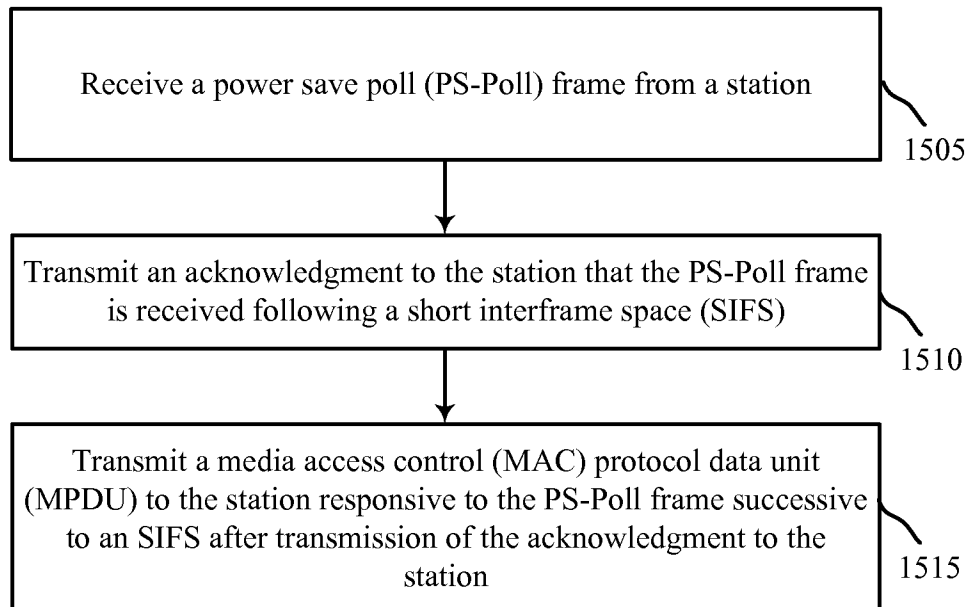 Receive a power save poll (PS-Poll) frame from a station
1505
Transmit an acknowledgment to the station that the PS-Poll frame
is received following a short interframe space (SIFS)
1510
Transmit a media access control (MAC) protocol data unit
(MPDU) to the station responsive to the PS-Poll frame successive
to an SIFS after transmission of the acknowledgment to the
station
1515